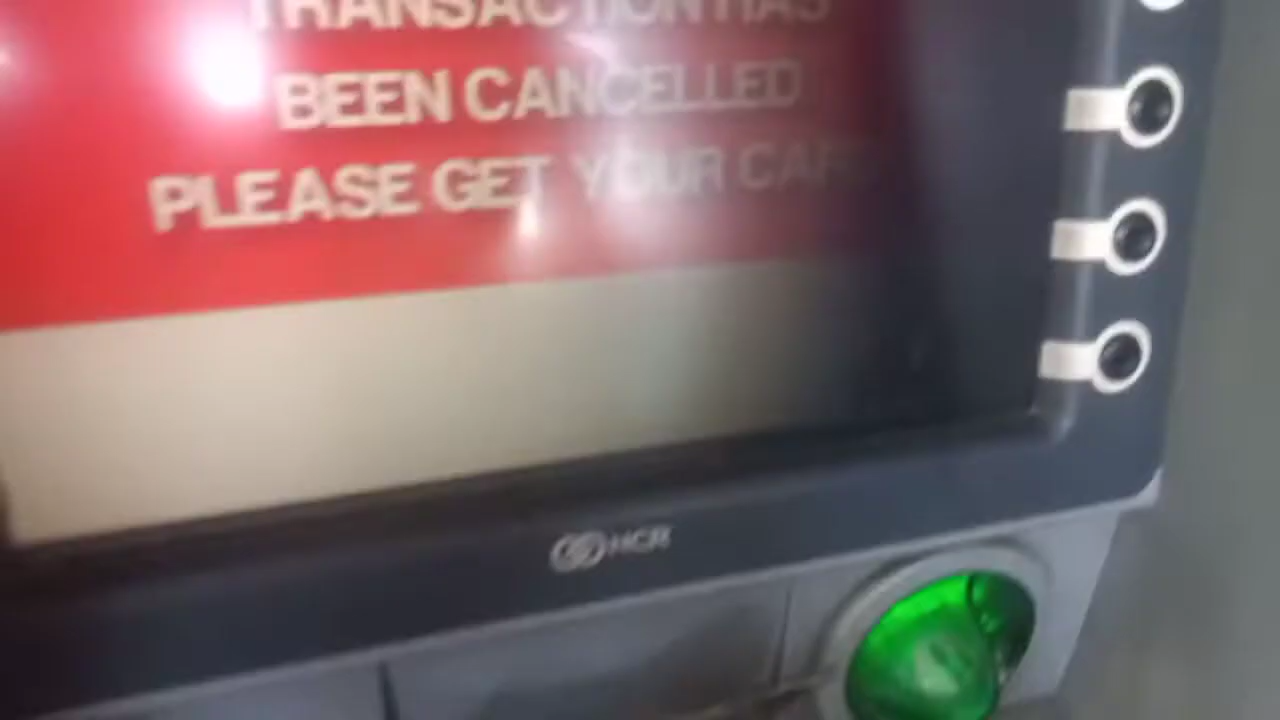 TRANSACTION HAS
BEEN CANCELLED
PLEASE GET YOUR CARD
NCR